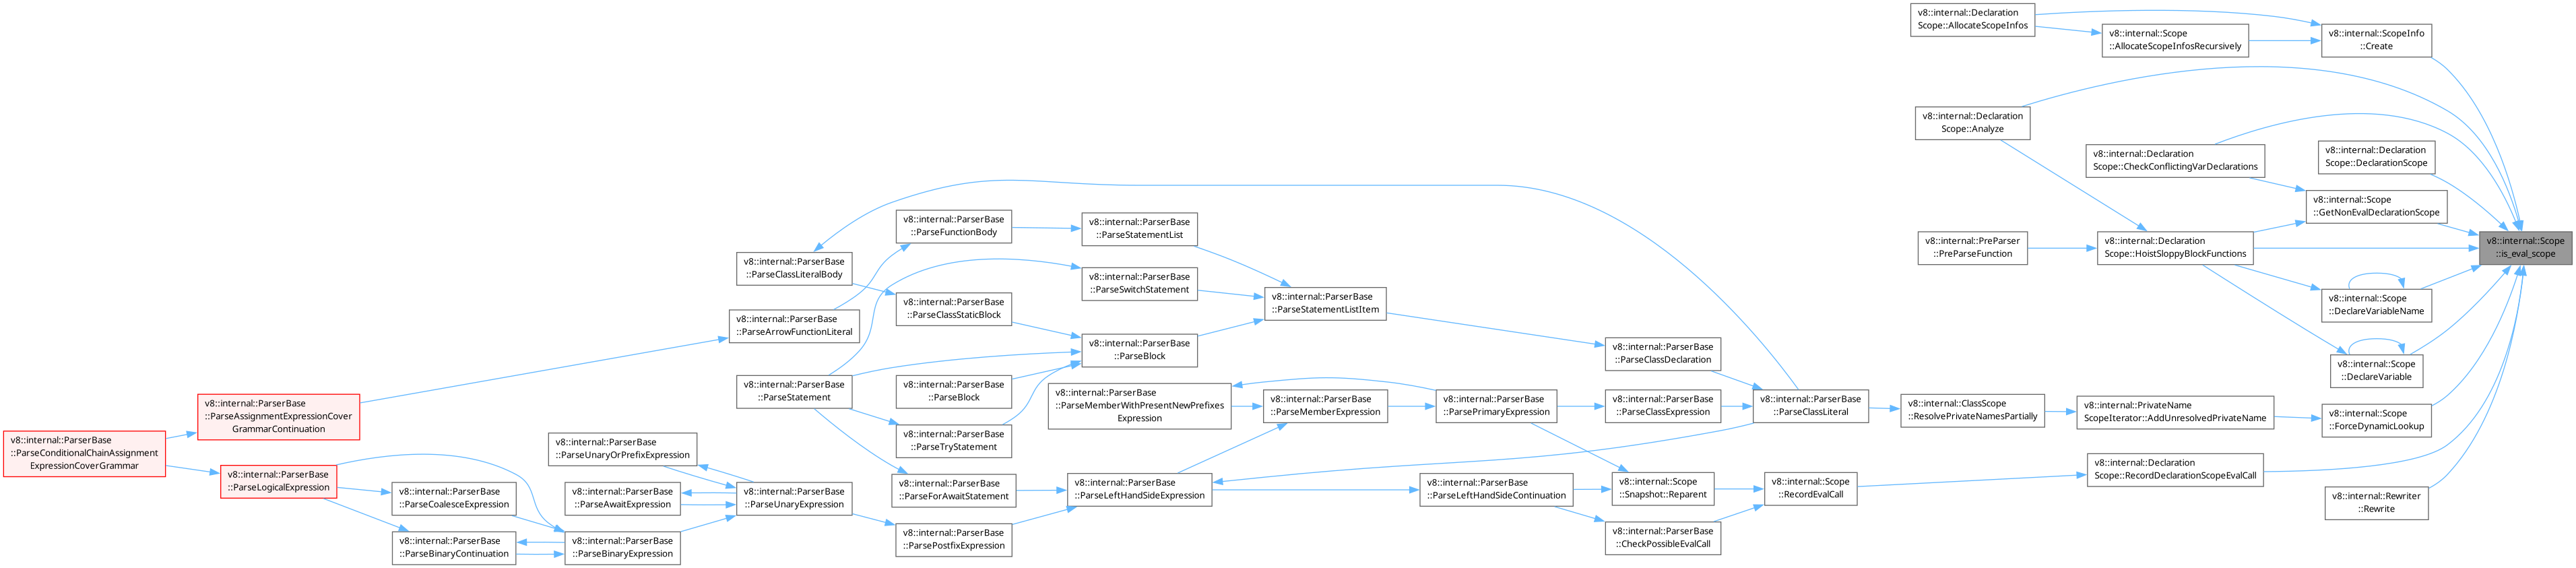 v8::internal::Declaration
Scope::AllocateScopeInfos
v8::internal::Scope
::AllocateScopeInfosRecursively
v8::internal::ScopeInfo
::Create
v8::internal::Declaration
Scope::Analyze
v8::internal::Declaration
Scope::CheckConflictingVarDeclarations
v8::internal::Declaration
Scope::DeclarationScope
v8::internal::Scope
::GetNonEvalDeclarationScope
v8::internal::PreParser
::PreParseFunction
v8::internal::Declaration
Scope::HoistSloppyBlockFunctions
v8::internal::Scope
::is_eval_scope
v8::internal::Scope
::DeclareVariableName
v8::internal::Scope
::DeclareVariable
v8::internal::ParserBase
::ParseClassLiteralBody
v8::internal::ParserBase
::ParseFunctionBody
v8::internal::ParserBase
::ParseStatementList
v8::internal::ParserBase
::ParseSwitchStatement
v8::internal::ParserBase
::ParseClassStaticBlock
v8::internal::ParserBase
::ParseStatementListItem
v8::internal::ParserBase
::ParseArrowFunctionLiteral
v8::internal::ParserBase
::ParseBlock
v8::internal::ParserBase
::ParseClassDeclaration
v8::internal::ParserBase
::ParseStatement
v8::internal::ParserBase
::ParseBlock
v8::internal::ParserBase
::ParseMemberWithPresentNewPrefixes
Expression
v8::internal::ParserBase
::ParseMemberExpression
v8::internal::ParserBase
::ParsePrimaryExpression
v8::internal::ParserBase
::ParseClassExpression
v8::internal::ParserBase
::ParseClassLiteral
v8::internal::ClassScope
::ResolvePrivateNamesPartially
v8::internal::PrivateName
ScopeIterator::AddUnresolvedPrivateName
v8::internal::Scope
::ForceDynamicLookup
v8::internal::ParserBase
::ParseAssignmentExpressionCover
GrammarContinuation
v8::internal::ParserBase
::ParseConditionalChainAssignment
ExpressionCoverGrammar
v8::internal::ParserBase
::ParseLogicalExpression
v8::internal::ParserBase
::ParseUnaryOrPrefixExpression
v8::internal::ParserBase
::ParseTryStatement
v8::internal::ParserBase
::ParseCoalesceExpression
v8::internal::ParserBase
::ParseAwaitExpression
v8::internal::ParserBase
::ParseUnaryExpression
v8::internal::ParserBase
::ParseForAwaitStatement
v8::internal::ParserBase
::ParseLeftHandSideExpression
v8::internal::ParserBase
::ParseLeftHandSideContinuation
v8::internal::Scope
::Snapshot::Reparent
v8::internal::Scope
::RecordEvalCall
v8::internal::Declaration
Scope::RecordDeclarationScopeEvalCall
v8::internal::Rewriter
::Rewrite
v8::internal::ParserBase
::ParseBinaryContinuation
v8::internal::ParserBase
::ParseBinaryExpression
v8::internal::ParserBase
::ParsePostfixExpression
v8::internal::ParserBase
::CheckPossibleEvalCall